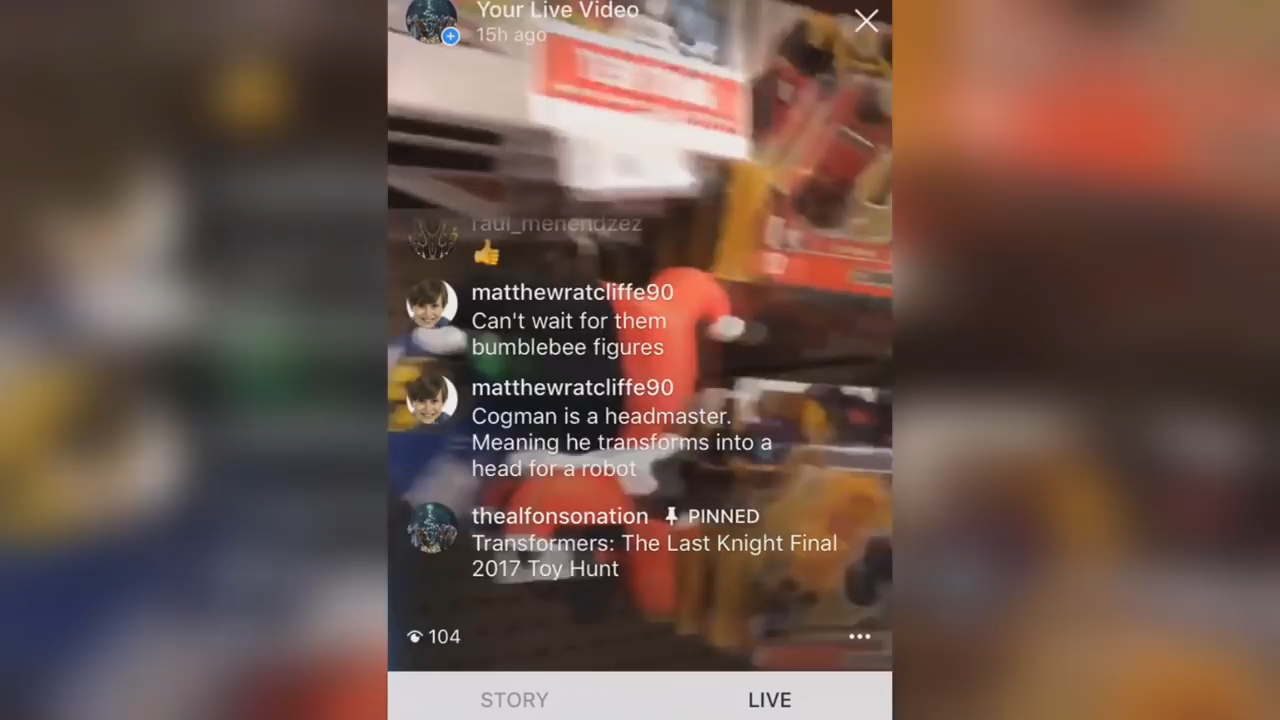 Your Live Video
15h ago
raul_menendzez
👍
matthewratcliffe90
Can't wait for them
bumblebee figures
matthewratcliffe90
Cogman is a headmaster.
Meaning he transforms into a
head for a robot
thealfonsonation PINNED
Transformers: The Last Knight Final
2017 Toy Hunt
104
STORY LIVE